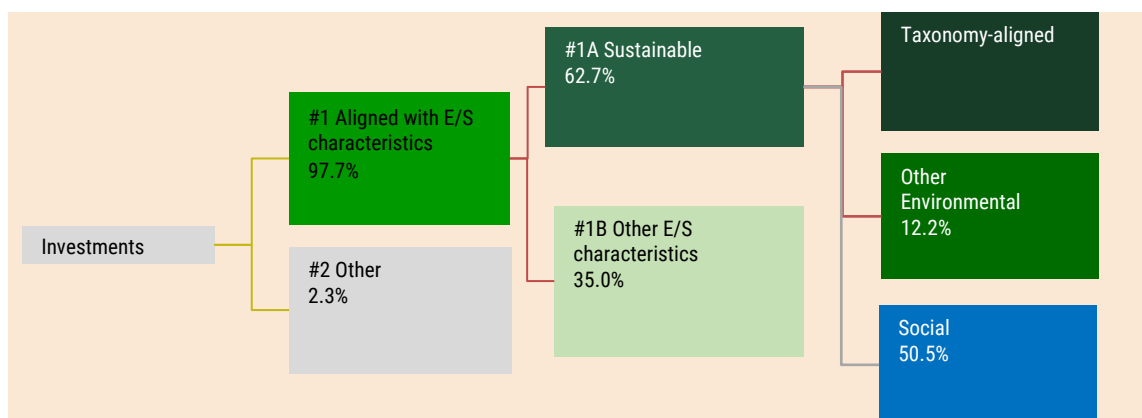 Investments
#1 Aligned with E/S
characteristics
97.7%
#2 Other
2.3%
#1A Sustainable
62.7%
#1B Other E/S
characteristics
35.0%
Taxonomy-aligned
Other
Environmental
12.2%
Social
50.5%